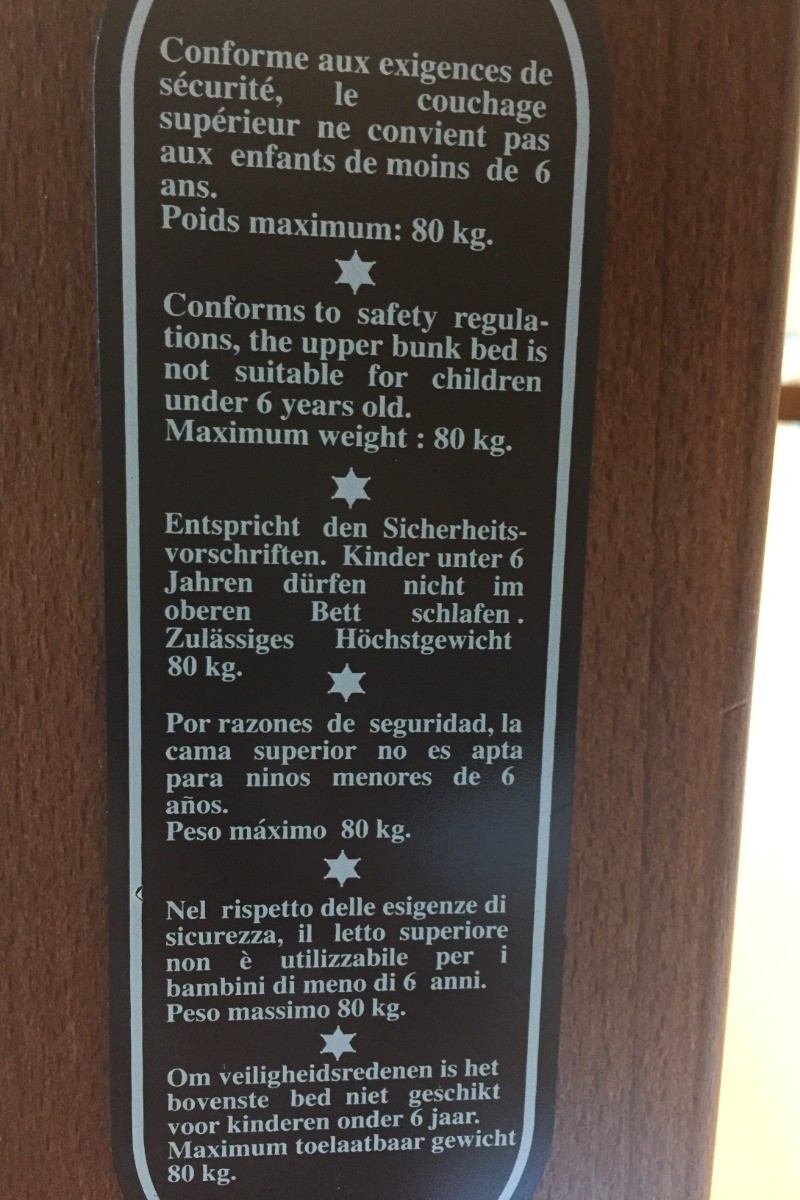 Conforme aux exigences de
sécurité, le couchage
supérieur ne convient pas
aux enfants de moins de 6
ans.
Poids maximum: 80 kg.
Conforms to safety regula-
tions, the upper bunk bed is
not suitable for children
under 6 years old.
Maximum weight : 80 kg.
Entspricht den Sicherheits-
vorschriften. Kinder unter 6
Jahren dürfen nicht im
oberen Bett schlafen .
Zulässiges Höchstgewicht
80 kg.
Por razones de seguridad, la
cama superior no es apta
para ninos menores de 6
años.
Peso máximo 80 kg.
Nel rispetto delle esigenze di
sicurezza, il letto superiore
non è utilizzabile per i
bambini di meno di 6 anni.
Peso massimo 80 kg.
Om veiligheidsredenen is het
bovenste bed niet geschikt
voor kinderen onder 6 jaar.
Maximum toelaatbaar gewicht
80 kg.